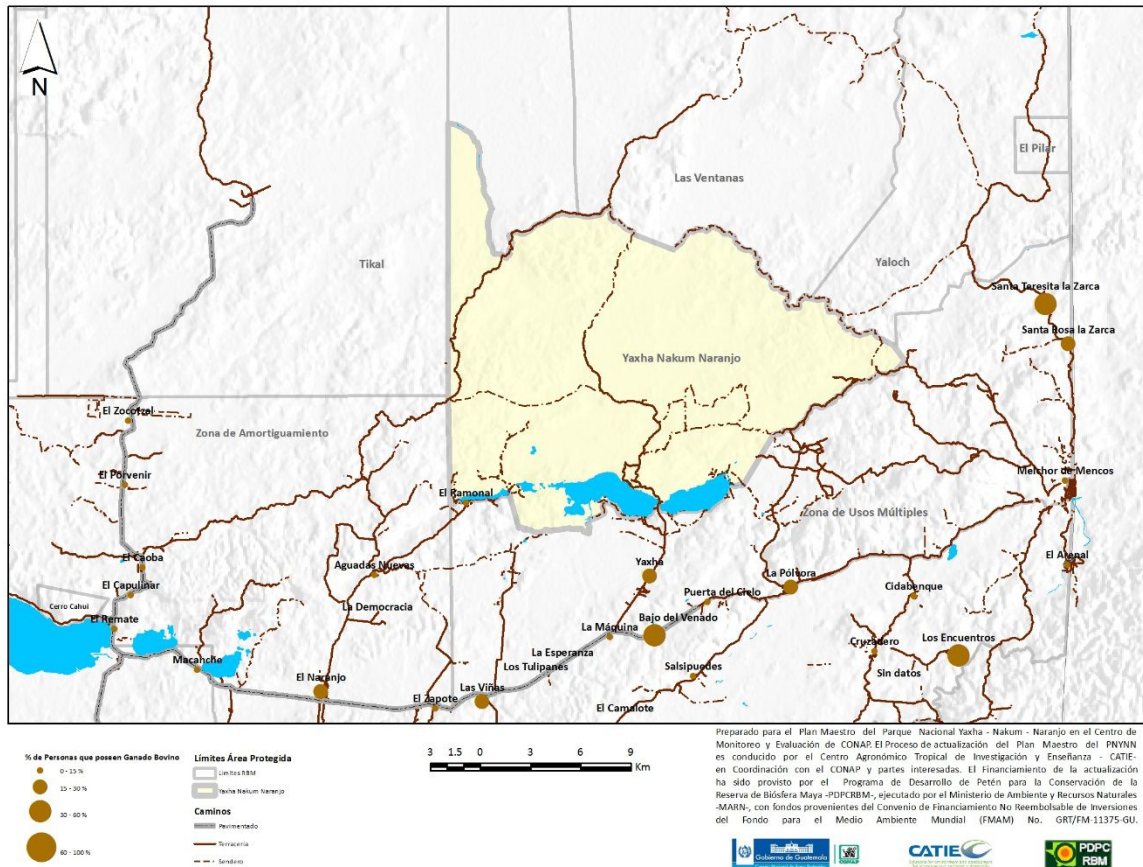 N
El Pilar
Las Ventanas
Tikal
Yaloch
Santa Teresita la Zarca
Santa Rosa la Zarca
Yaxha Nakum Naranjo
El Zocotzal
Zona de Amortiguamiento
El Porvenir
Melchor de Mencos
El Ramonal
Zona de Usos Múltiples
El Caoba
El Arenal
Aguadas Nuevas
Yaxhá
La Pólvora
El Capulinar
Cidabenque
Puerta del Cielo
Cerro Cahui
La Democracia
Bajo del Venado
El Remate
La Máquina
Cruzadero
Los Encuentros
La Esperanza
Macanche
Los Tulipanes
Salsipuedes
Sin datos
El Naranjo
Las Viñas
El Zapote
El Camalote
% de Personas que poseen Ganado Bovino
0 - 15 %
15 - 30 %
30 - 60 %
60 - 100 %
Límites Área Protegida
Límites RBM
Yaxha Nakum Naranjo
Caminos
Pavimentado
Terracería
Sendero
3 1.5 0 3 6 9
Km
Preparado para el Plan Maestro del Parque Nacional Yaxha - Nakum - Naranjo en el Centro de
Monitoreo y Evaluación de CONAP. El Proceso de actualización del Plan Maestro del PNYNN
es conducido por el Centro Agronómico Tropical de Investigación y Enseñanza - CATIE-
en Coordinación con el CONAP y partes interesadas. El Financiamiento de la actualización
ha sido provisto por el Programa de Desarrollo de Petén para la Conservación de la
Reserva de Biósfera Maya -PDPCRBM-, ejecutado por el Ministerio de Ambiente y Recursos Naturales
-MARN-, con fondos provenientes del Convenio de Financiamiento No Reembolsable de Inversiones
del Fondo para el Medio Ambiente Mundial (FMAM) No. GRT/FM-11375-GU.
Gobierno de Guatemala
CONAP
CATIE
PDPC
RBM